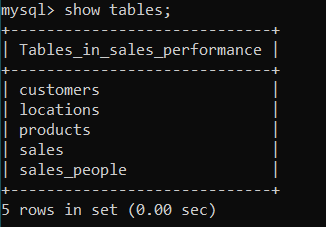 mysql> show tables;
+-----------------------------+
| Tables_in_sales_performance |
+-----------------------------+
| customers                   |
| locations                   |
| products                    |
| sales                       |
| sales_people                |
+-----------------------------+
5 rows in set (0.00 sec)